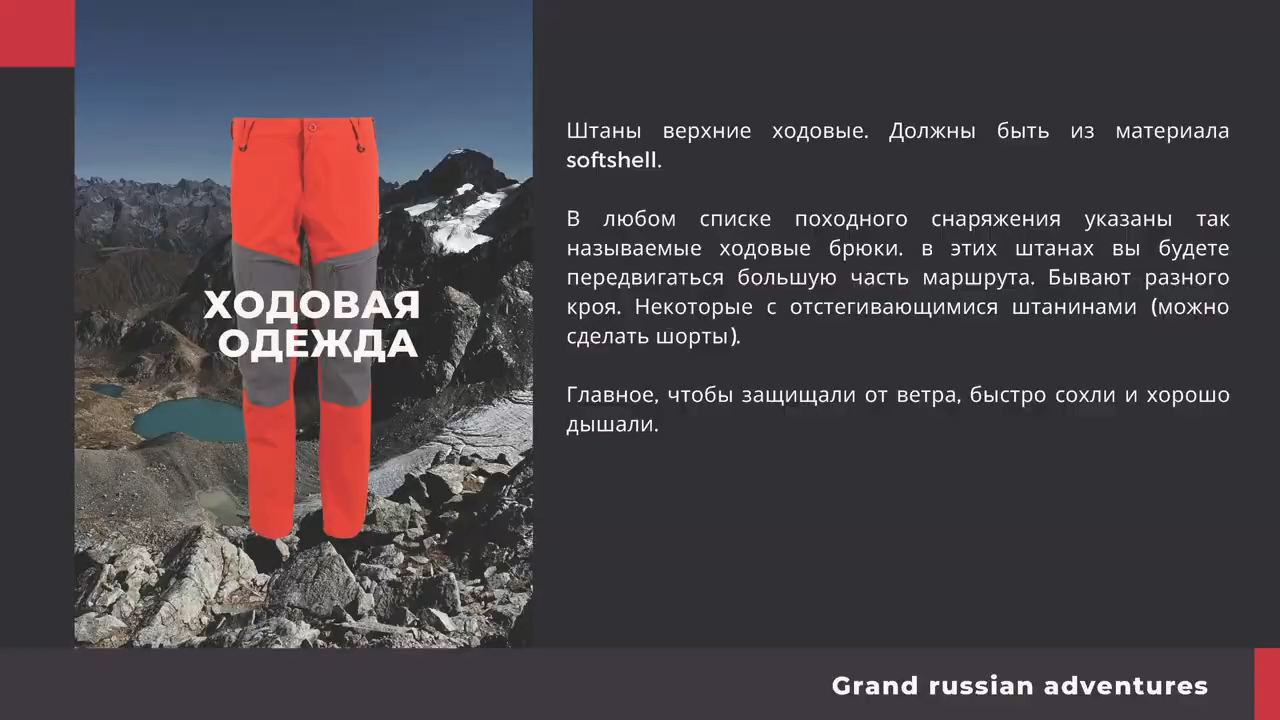 ХОДОВАЯ
ОДЕЖДА
Штаны верхние ходовые. Должны быть из материала
softshell.
В любом списке походного снаряжения указаны так
называемые ходовые брюки. в этих штанах вы будете
передвигаться большую часть маршрута. Бывают разного
кроя. Некоторые с отстегивающимися штанинами (можно
сделать шорты).
Главное, чтобы защищали от ветра, быстро сохли и хорошо
дышали.
Grand russian adventures